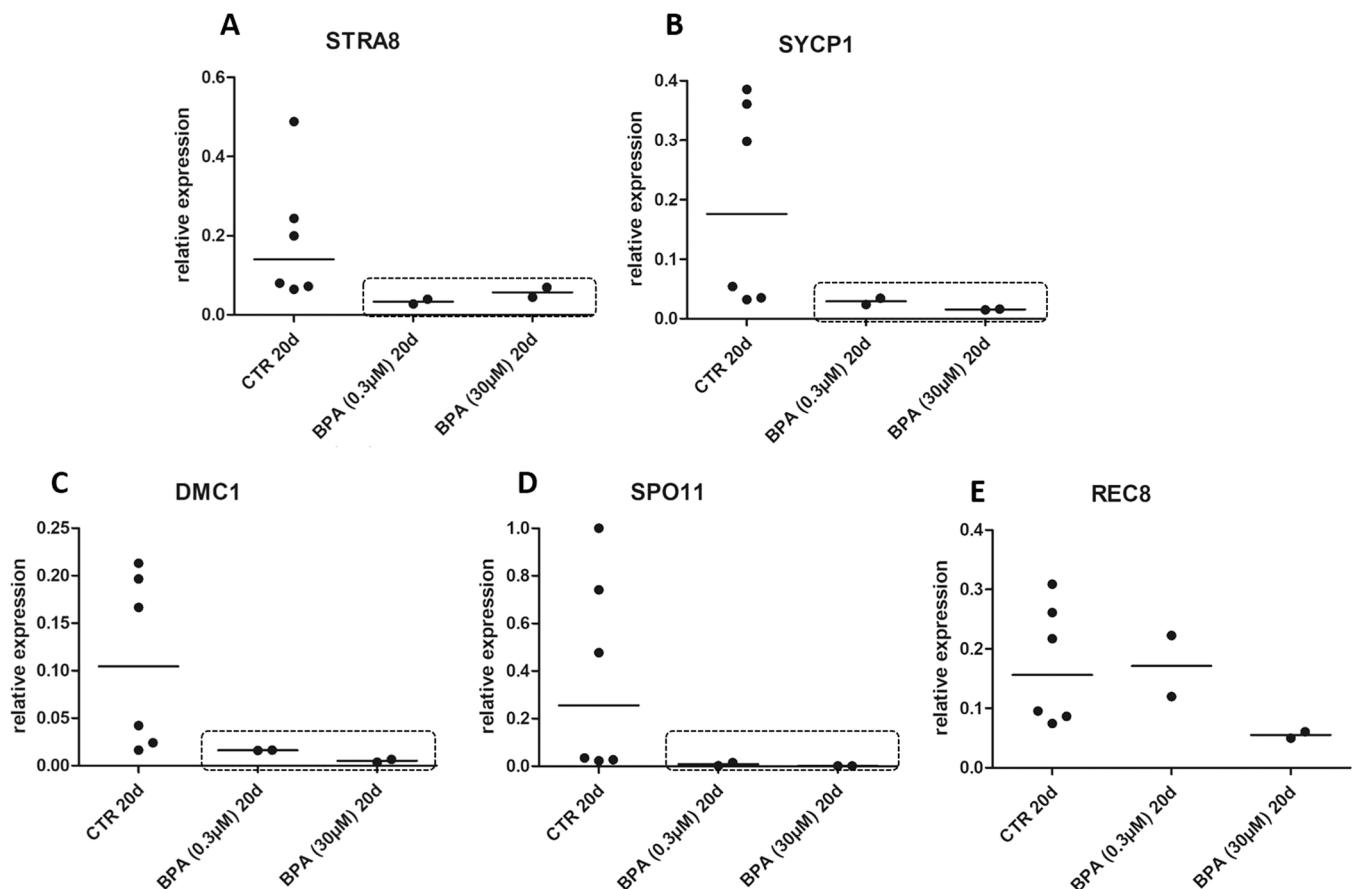 A
STRA8
relative expression
0.6
0.4
0.2
0.0
CTR 20d
BPA (0.3µM) 20d
BPA (30µM) 20d
B
SYCP1
relative expression
0.4
0.3
0.2
0.1
0.0
CTR 20d
BPA (0.3µM) 20d
BPA (30µM) 20d
C
DMC1
relative expression
0.25
0.20
0.15
0.10
0.05
0.00
CTR 20d
BPA (0.3µM) 20d
BPA (30µM) 20d
D
SPO11
relative expression
1.0
0.8
0.6
0.4
0.2
0.0
CTR 20d
BPA (0.3µM) 20d
BPA (30µM) 20d
E
REC8
relative expression
0.4
0.3
0.2
0.1
0.0
CTR 20d
BPA (0.3µM) 20d
BPA (30µM) 20d